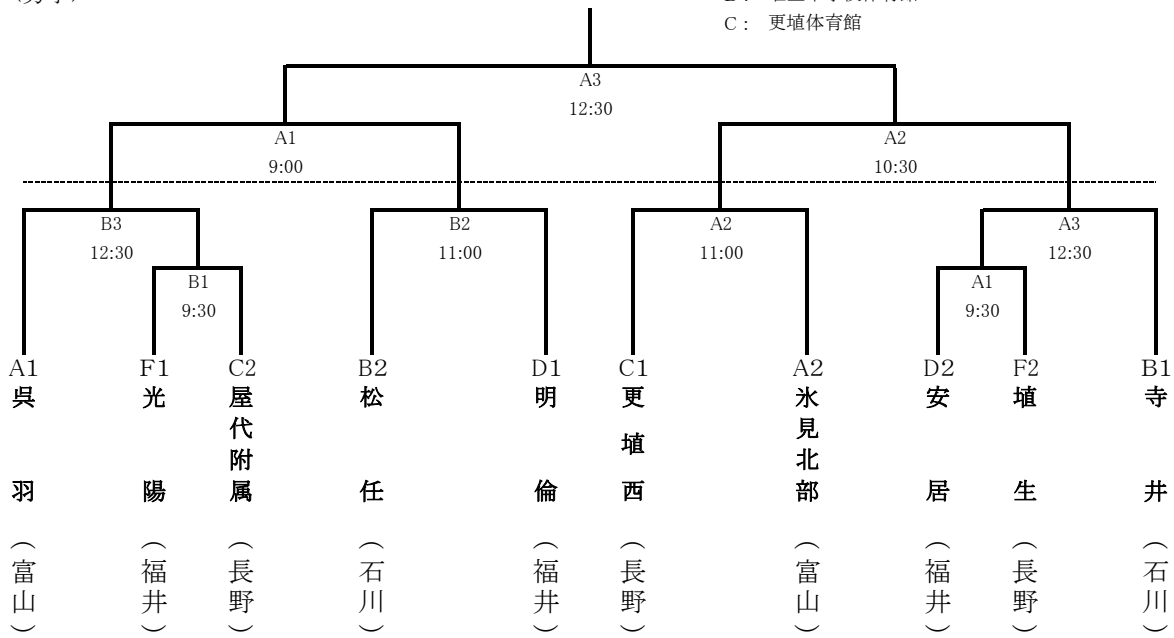 C： 更埴体育館
A3
12:30
A1
A2
9:00
10:30
B3
B2
A2
A3
12:30
11:00
11:00
12:30
B1
A1
9:30
9:30
A1 F1 C2 B2 D1 C1 A2 D2 F2 B1
呉羽
光陽
屋代附属
松任
明倫
更埴西
氷見北部
安居
埴生
寺井
（富山）
（福井）
（長野）
（石川）
（福井）
（長野）
（富山）
（福井）
（長野）
（石川）